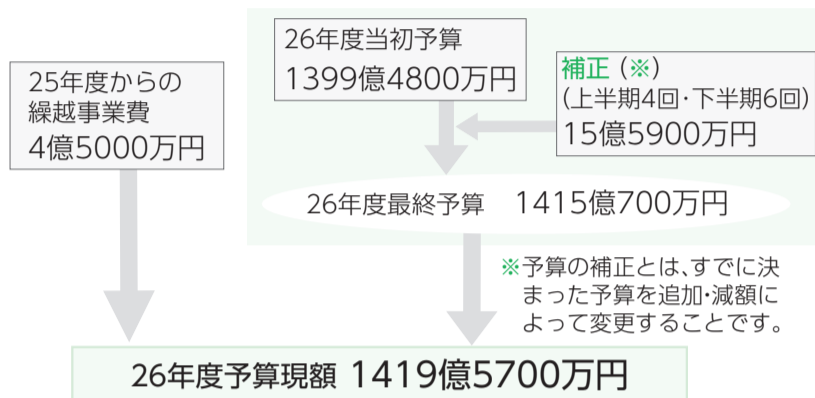 26年度当初予算
1399億4800万円
25年度からの
繰越事業費
4億5000万円
補正（※）
(上半期4回・下半期6回)
15億5900万円
26年度最終予算　1415億700万円
※予算の補正とは、すでに決
まった予算を追加・減額に
よって変更することです。
26年度予算現額 1419億5700万円